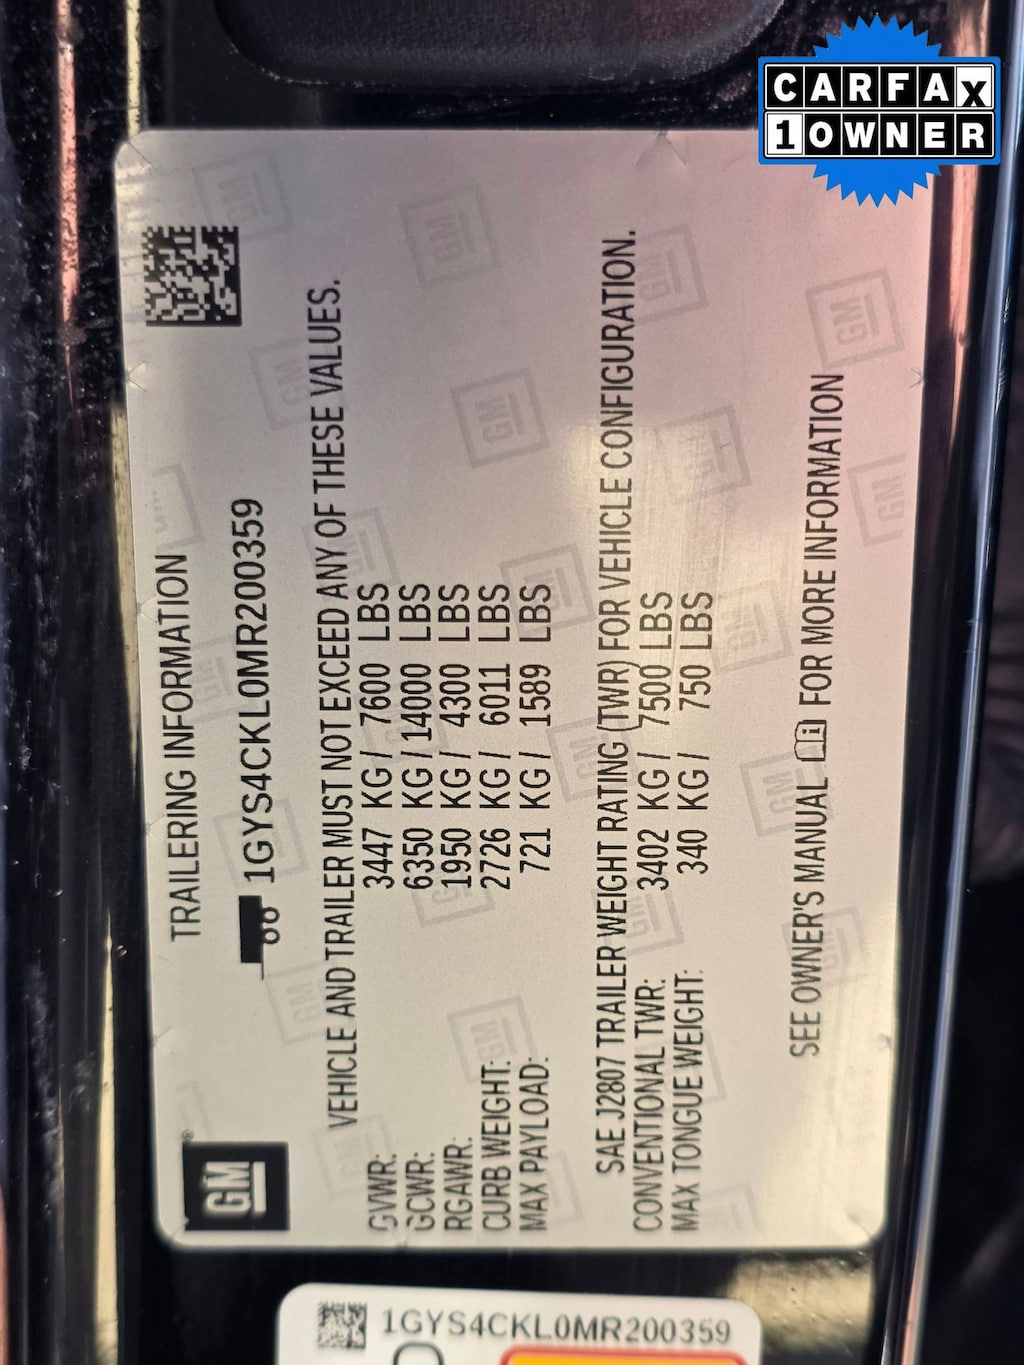 CARFAX
1 OWNER
GM
TRAILERING INFORMATION
1GYS4CKL0MR200359
VEHICLE AND TRAILER MUST NOT EXCEED ANY OF THESE VALUES.
GVWR: 3447 KG / 7600 LBS
GCWR: 6350 KG / 14000 LBS
RGAWR: 1950 KG / 4300 LBS
CURB WEIGHT: 2726 KG / 6011 LBS
MAX PAYLOAD: 721 KG / 1589 LBS
SAE J2807 TRAILER WEIGHT RATING (TWR) FOR VEHICLE CONFIGURATION.
CONVENTIONAL TWR: 3402 KG / 7500 LBS
MAX TONGUE WEIGHT: 340 KG / 750 LBS
SEE OWNER'S MANUAL FOR MORE INFORMATION
1GYS4CKL0MR200359